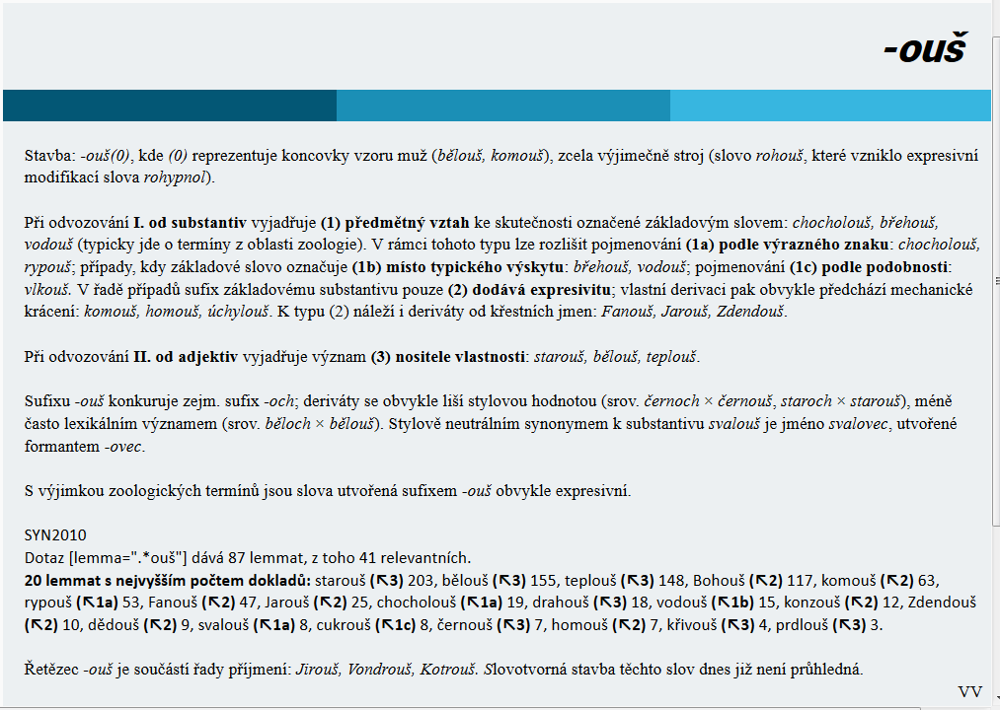 -ouš
Stavba: -ouš(0), kde (0) reprezentuje koncovky vzoru muž (bělouš, komouš), zcela výjimečně stroj (slovo rohouš, které vzniklo expresivní
modifikací slova rohypnol).
Při odvozování I. od substantiv vyjadřuje (1) předmětný vztah ke skutečnosti označené základovým slovem: chocholouš, břehouš,
vodouš (typicky jde o termíny z oblasti zoologie). V rámci tohoto typu lze rozlišit pojmenování (1a) podle výrazného znaku: chocholouš,
rypouš; případy, kdy základové slovo označuje (1b) místo typického výskytu: břehouš, vodouš; pojmenování (1c) podle podobnosti:
vlkouš. V řadě případů sufix základovému substantivu pouze (2) dodává expresivitu; vlastní derivaci pak obvykle předchází mechanické
krácení: komouš, homouš, úchylouš. K typu (2) náleží i deriváty od křestních jmen: Fanouš, Jarouš, Zdendouš.
Při odvozování II. od adjektiv vyjadřuje význam (3) nositele vlastnosti: starouš, bělouš, teplouš.
Sufixu -ouš konkuruje zejm. sufix -och; deriváty se obvykle liší stylovou hodnotou (srov. černoch × černouš, staroch × starouš), méně
často lexikálním významem (srov. běloch × bělouš). Stylově neutrálním synonymem k substantivu svalouš je jméno svalovec, utvořené
formantem -ovec.
S výjimkou zoologických termínů jsou slova utvořená sufixem -ouš obvykle expresivní.
SYN2010
Dotaz [lemma=".*ouš"] dává 87 lemmat, z toho 41 relevantních.
20 lemmat s nejvyšším počtem dokladů: starouš (↖3) 203, bělouš (↖3) 155, teplouš (↖3) 148, Bohouš (↖2) 117, komouš (↖2) 63,
rypouš (↖1a) 53, Fanouš (↖2) 47, Jarouš (↖2) 25, chocholouš (↖1a) 19, drahouš (↖3) 18, vodouš (↖1b) 15, konzouš (↖2) 12, Zdendouš
(↖2) 10, dědouš (↖2) 9, svalouš (↖1a) 8, cukrouš (↖1c) 8, černouš (↖3) 7, homouš (↖2) 7, křivouš (↖3) 4, prdlouš (↖3) 3.
Řetězec -ouš je součástí řady příjmení: Jirouš, Vondrouš, Kotrouš. Slovotvorná stavba těchto slov dnes již není průhledná.
VV